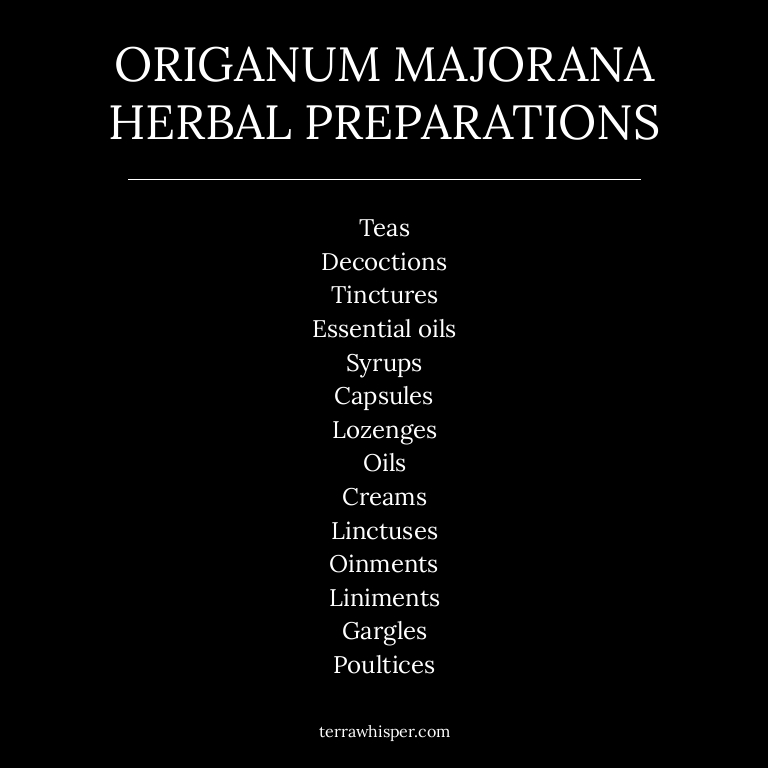 ORIGANUM MAJORANA
HERBAL PREPARATIONS
Teas
Decoctions
Tinctures
Essential oils
Syrups
Capsules
Lozenges
Oils
Creams
Linctuses
Oinments
Liniments
Gargles
Poultices
terrawhisper.com